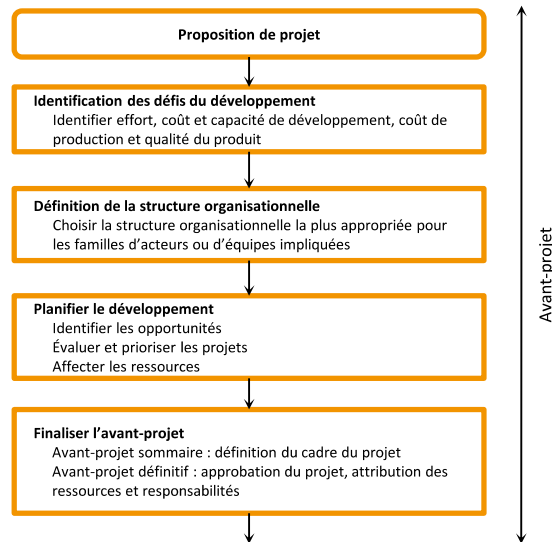 Proposition de projet
Identification des défis du développement
Identifier effort, coût et capacité de développement, coût de
production et qualité du produit
Définition de la structure organisationnelle
Choisir la structure organisationnelle la plus appropriée pour
les familles d’acteurs ou d’équipes impliquées
Planifier le développement
Identifier les opportunités
Évaluer et prioriser les projets
Affecter les ressources
Finaliser l’avant-projet
Avant-projet sommaire : définition du cadre du projet
Avant-projet définitif : approbation du projet, attribution des
ressources et responsabilités
Avant-projet